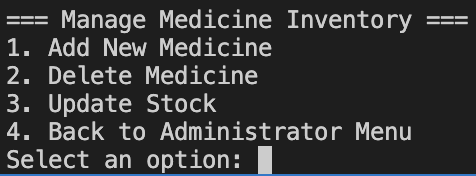 === Manage Medicine Inventory ===
1. Add New Medicine
2. Delete Medicine
3. Update Stock
4. Back to Administrator Menu
Select an option: